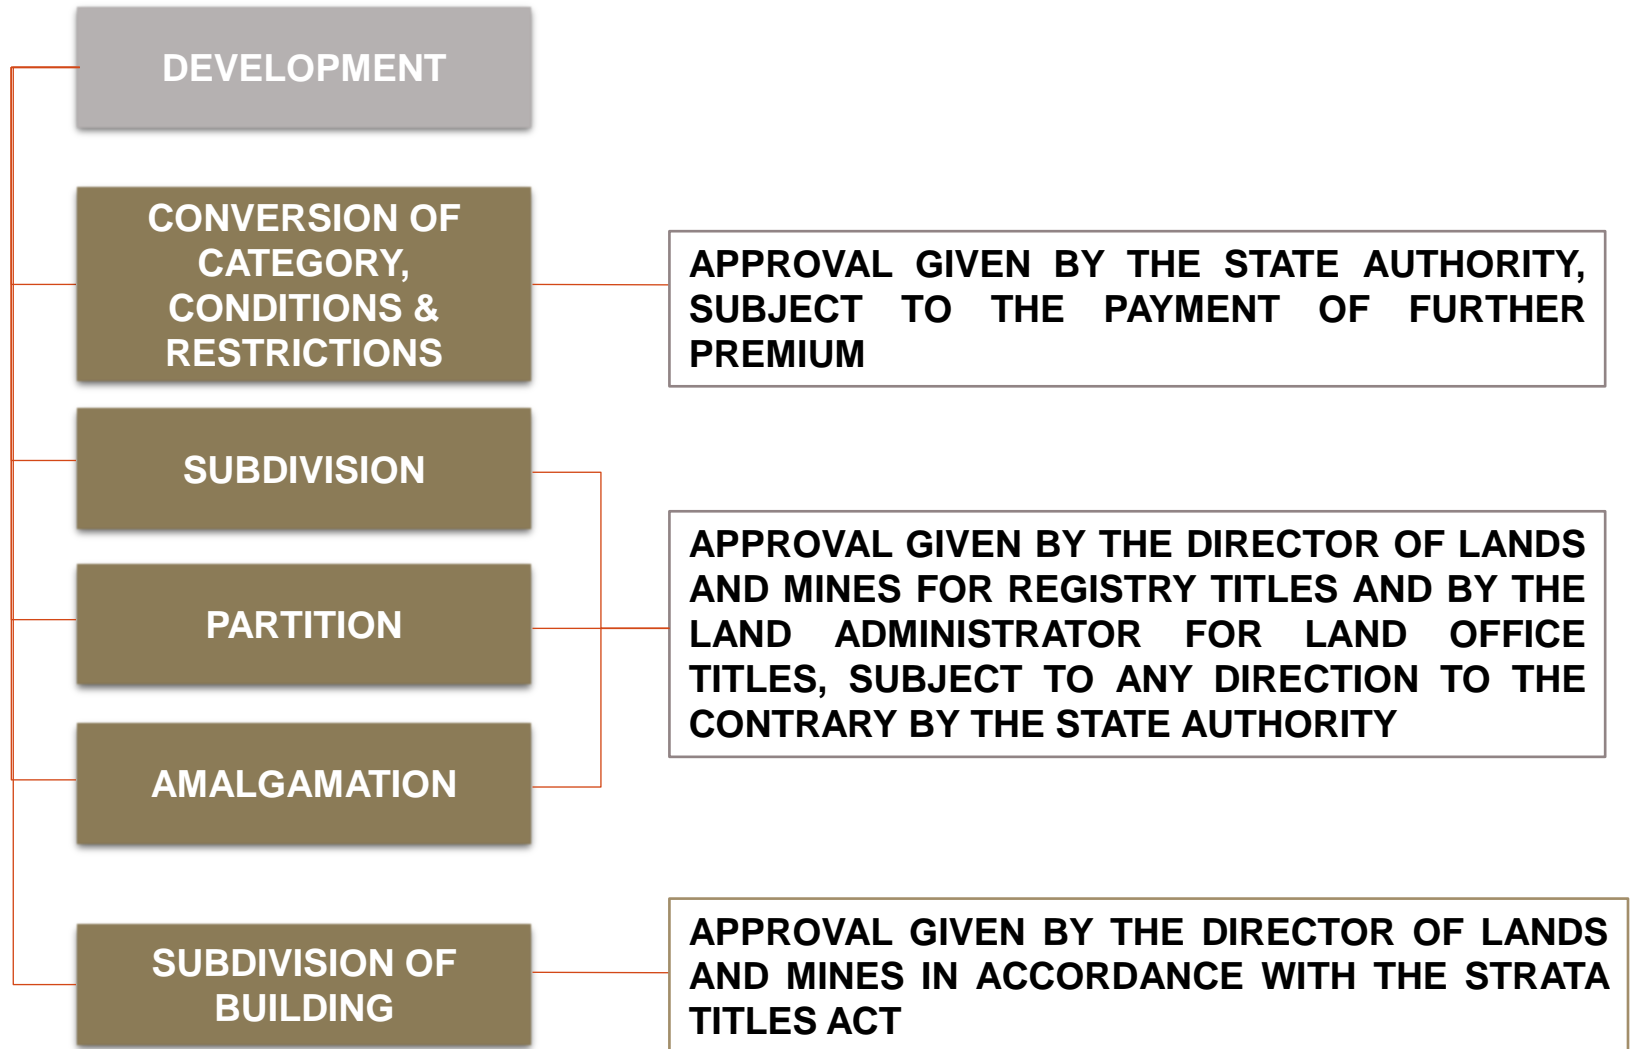 DEVELOPMENT
CONVERSION OF
CATEGORY,
CONDITIONS &
RESTRICTIONS
APPROVAL GIVEN BY THE STATE AUTHORITY,
SUBJECT TO THE PAYMENT OF FURTHER
PREMIUM
SUBDIVISION
PARTITION
AMALGAMATION
APPROVAL GIVEN BY THE DIRECTOR OF LANDS
AND MINES FOR REGISTRY TITLES AND BY THE
LAND ADMINISTRATOR FOR LAND OFFICE
TITLES, SUBJECT TO ANY DIRECTION TO THE
CONTRARY BY THE STATE AUTHORITY
SUBDIVISION OF
BUILDING
APPROVAL GIVEN BY THE DIRECTOR OF LANDS
AND MINES IN ACCORDANCE WITH THE STRATA
TITLES ACT